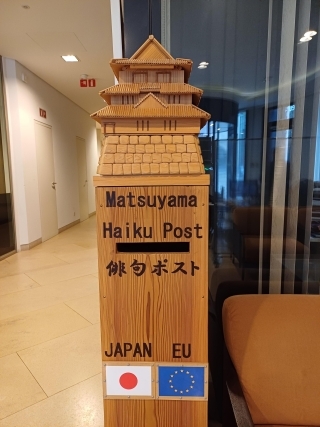 Matsuyama
Haiku Post
俳句ポスト
JAPAN EU